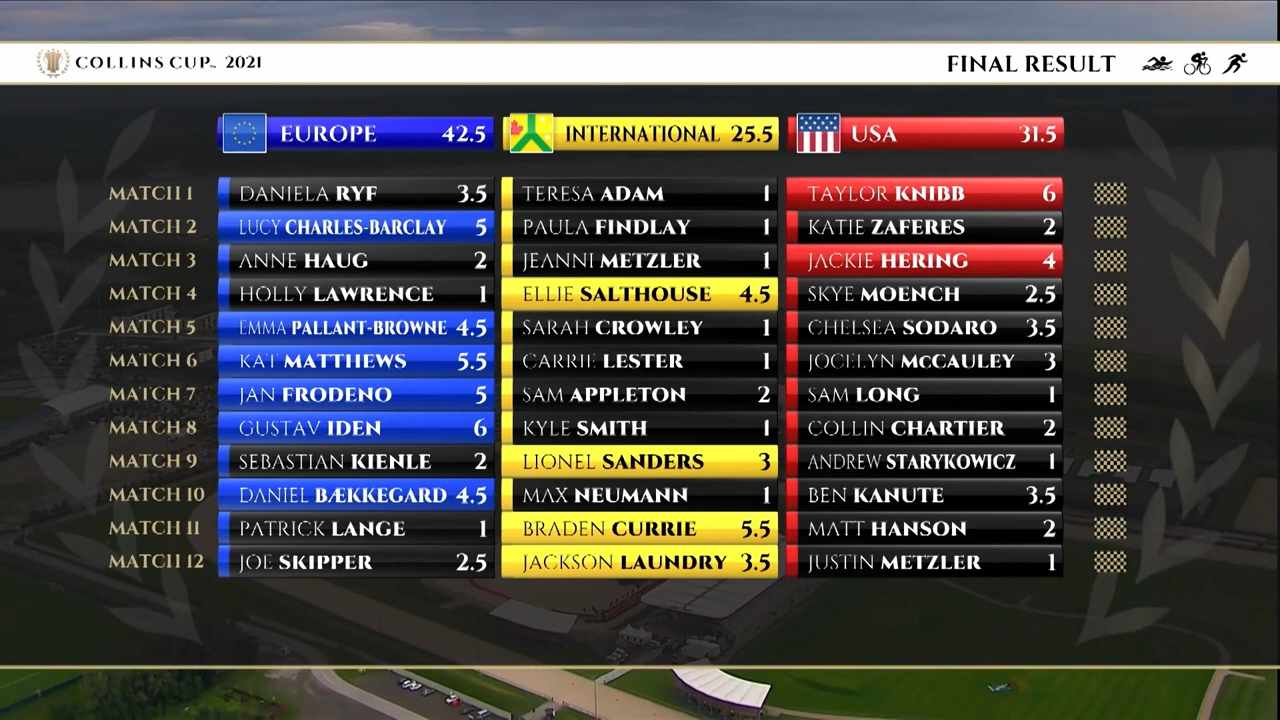 COLLINS CUP™ 2021 FINAL RESULT
EUROPE 42.5 INTERNATIONAL 25.5 USA 31.5
MATCH 1 DANIELA RYF 3.5 TERESA ADAM 1 TAYLOR KNIBB 6
MATCH 2 LUCY CHARLES-BARCLAY 5 PAULA FINDLAY 1 KATIE ZAFERES 2
MATCH 3 ANNE HAUG 2 JEANNI METZLER 1 JACKIE HERING 4
MATCH 4 HOLLY LAWRENCE 1 ELLIE SALTHOUSE 4.5 SKYE MOENCH 2.5
MATCH 5 EMMA PALLANT-BROWNE 4.5 SARAH CROWLEY 1 CHELSEA SODARO 3.5
MATCH 6 KAT MATTHEWS 5.5 CARRIE LESTER 1 JOCELYN McCAULEY 3
MATCH 7 JAN FRODENO 5 SAM APPLETON 2 SAM LONG 1
MATCH 8 GUSTAV IDEN 6 KYLE SMITH 1 COLLIN CHARTIER 2
MATCH 9 SEBASTIAN KIENLE 2 LIONEL SANDERS 3 ANDREW STARYKOWICZ 1
MATCH 10 DANIEL BÆKKEGARD 4.5 MAX NEUMANN 1 BEN KANUTE 3.5
MATCH 11 PATRICK LANGE 1 BRADEN CURRIE 5.5 MATT HANSON 2
MATCH 12 JOE SKIPPER 2.5 JACKSON LAUNDRY 3.5 JUSTIN METZLER 1